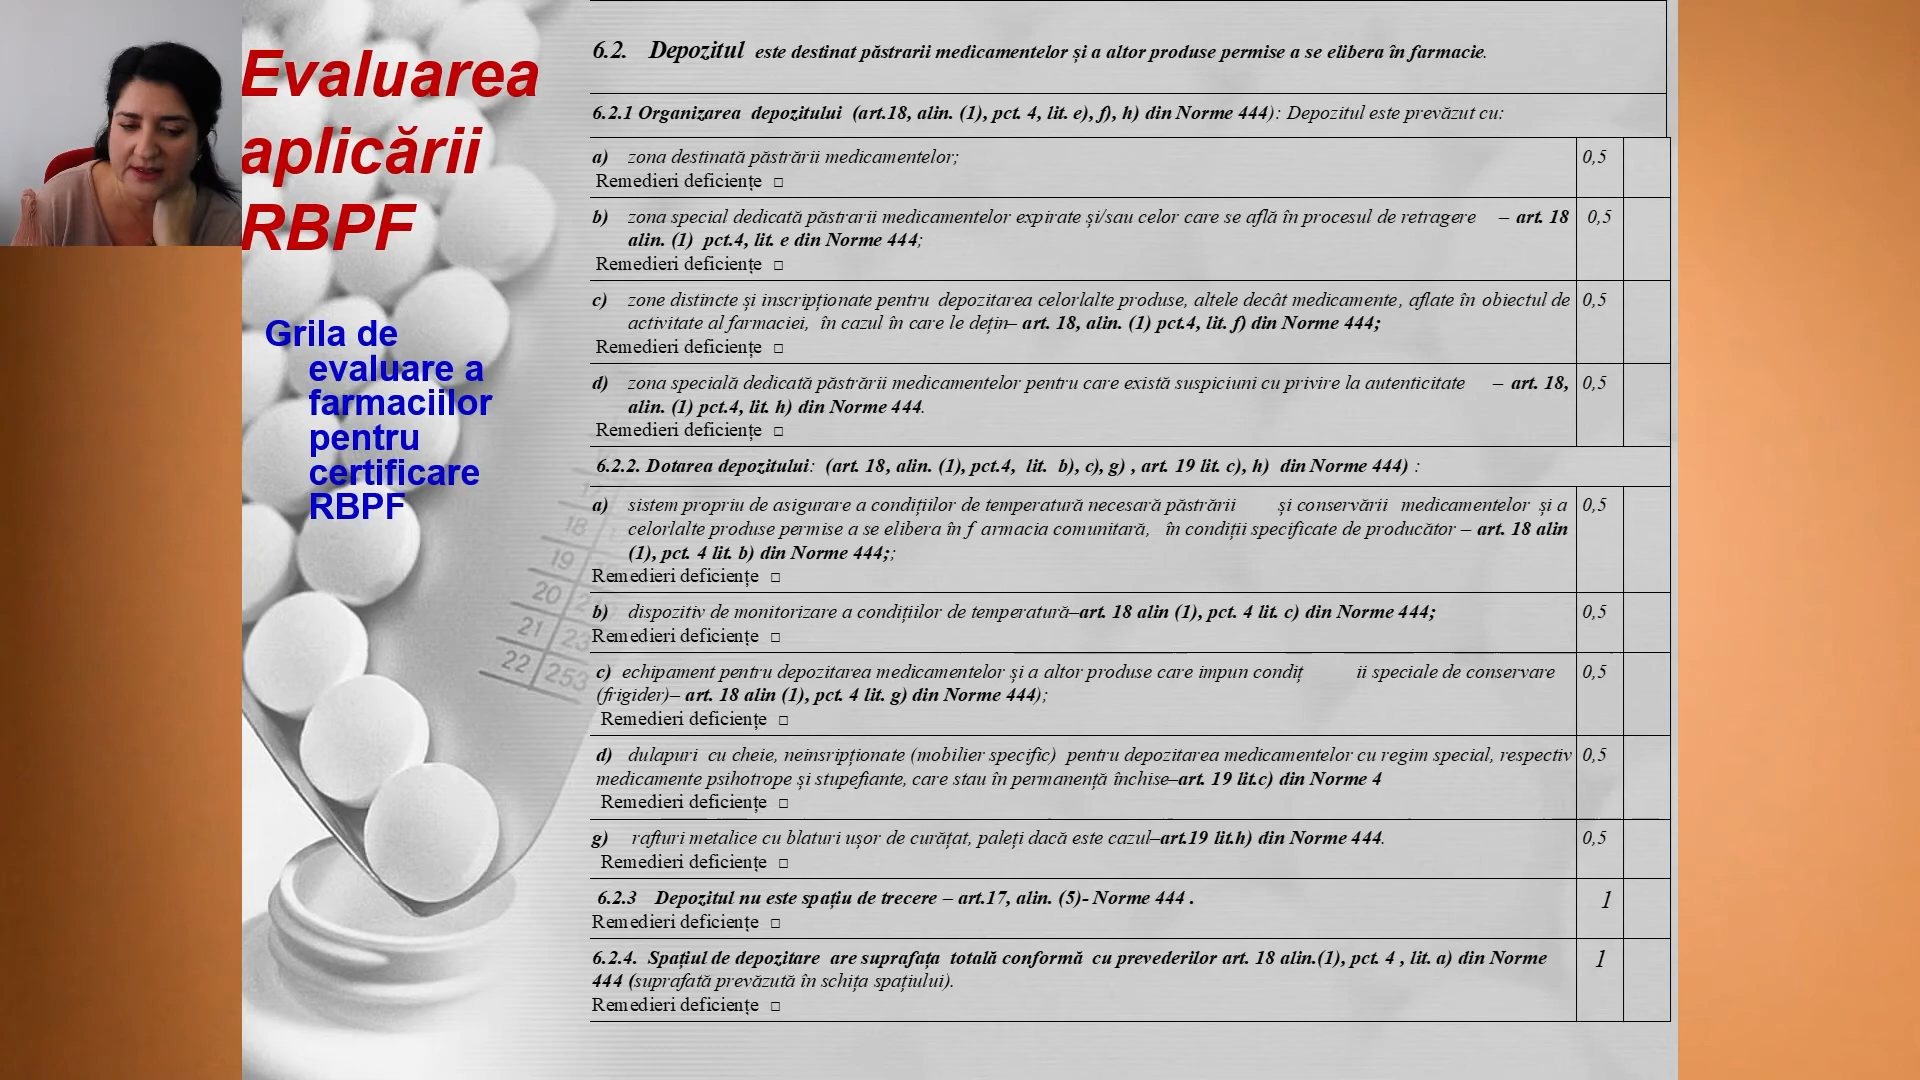 Evaluarea
aplicării
RBPF
Grila de
evaluare a
farmaciilor
pentru
certificare
RBPF
6.2. Depozitul este destinat păstrarii medicamentelor și a altor produse permise a se elibera în farmacie.
6.2.1 Organizarea depozitului (art.18, alin. (1), pct. 4, lit. e), f), h) din Norme 444): Depozitul este prevăzut cu:
a) zona destinată păstrării medicamentelor; 0,5
Remedieri deficiențe □
b) zona special dedicată păstrarii medicamentelor expirate și/sau celor care se află în procesul de retragere – art. 18 0,5
alin. (1) pct.4, lit. e din Norme 444;
Remedieri deficiențe □
c) zone distincte și inscripționate pentru depozitarea celorlalte produse, altele decât medicamente, aflate în obiectul de 0,5
activitate al farmaciei, în cazul în care le dețin– art. 18, alin. (1) pct.4, lit. f) din Norme 444;
Remedieri deficiențe □
d) zona specială dedicată păstrării medicamentelor pentru care există suspiciuni cu privire la autenticitate – art. 18, 0,5
alin. (1) pct.4, lit. h) din Norme 444.
Remedieri deficiențe □
6.2.2. Dotarea depozitului: (art. 18, alin. (1), pct.4, lit. b), c), g) , art. 19 lit. c), h) din Norme 444) :
a) sistem propriu de asigurare a condițiilor de temperatură necesară păstrării și conservării medicamentelor și a 0,5
celorlalte produse permise a se elibera în f armacia comunitară, în condiții specificate de producător – art. 18 alin
(1), pct. 4 lit. b) din Norme 444;;
Remedieri deficiențe □
b) dispozitiv de monitorizare a condițiilor de temperatură–art. 18 alin (1), pct. 4 lit. c) din Norme 444; 0,5
Remedieri deficiențe □
c) echipament pentru depozitarea medicamentelor și a altor produse care impun condiț ii speciale de conservare 0,5
(frigider)– art. 18 alin (1), pct. 4 lit. g) din Norme 444);
Remedieri deficiențe □
d) dulapuri cu cheie, neinsripționate (mobilier specific) pentru depozitarea medicamentelor cu regim special, respectiv 0,5
medicamente psihotrope și stupefiante, care stau în permanență închise–art. 19 lit.c) din Norme 4
Remedieri deficiențe □
g) rafturi metalice cu blaturi ușor de curățat, paleți dacă este cazul–art.19 lit.h) din Norme 444. 0,5
Remedieri deficiențe □
6.2.3 Depozitul nu este spațiu de trecere – art.17, alin. (5)- Norme 444 . 1
Remedieri deficiențe □
6.2.4. Spațiul de depozitare are suprafața totală conformă cu prevederilor art. 18 alin.(1), pct. 4 , lit. a) din Norme 1
444 (suprafată prevăzută în schița spațiului).
Remedieri deficiențe □
18
19
20
21 23
22 253